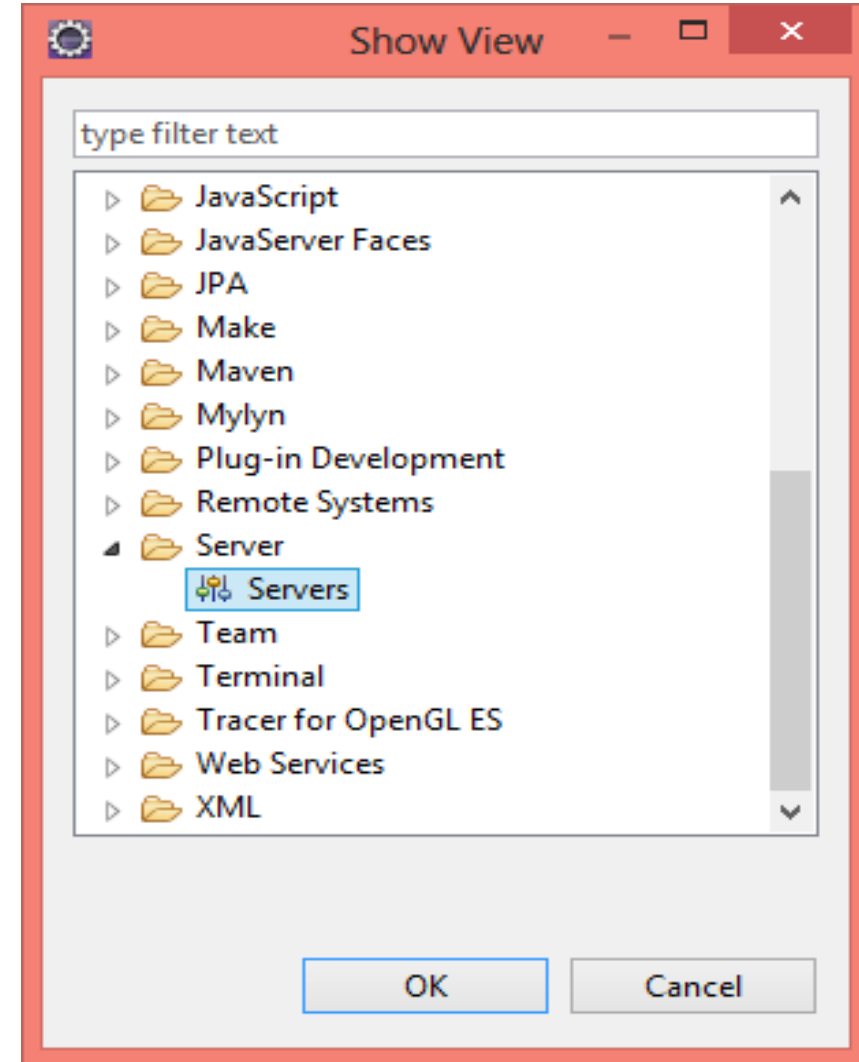 Show View
type filter text
JavaScript
JavaServer Faces
JPA
Make
Maven
Mylyn
Plug-in Development
Remote Systems
Server
Servers
Team
Terminal
Tracer for OpenGL ES
Web Services
XML
OK Cancel